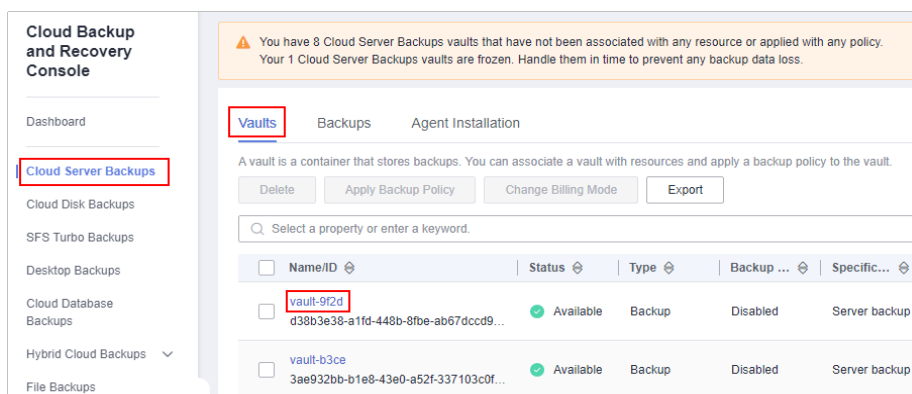 Cloud Backup
and Recovery
Console
Dashboard
Cloud Server Backups
Cloud Disk Backups
SFS Turbo Backups
Desktop Backups
Cloud Database
Backups
Hybrid Cloud Backups
File Backups
You have 8 Cloud Server Backups vaults that have not been associated with any resource or applied with any policy.
Your 1 Cloud Server Backups vaults are frozen. Handle them in time to prevent any backup data loss.
Vaults Backups Agent Installation
A vault is a container that stores backups. You can associate a vault with resources and apply a backup policy to the vault.
Delete Apply Backup Policy Change Billing Mode Export
Select a property or enter a keyword.
Name/ID Status Type Backup ... Specific...
vault-9f2d
d38b3e38-a1fd-448b-8fbe-ab67dccd9... Available Backup Disabled Server backup
vault-b3ce
3ae932bb-b1e8-43e0-a52f-337103c0f... Available Backup Disabled Server backup